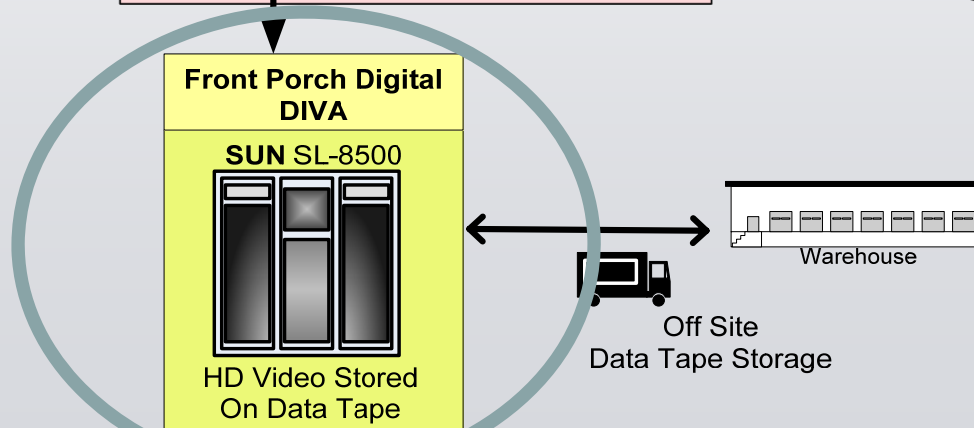 Front Porch Digital
DIVA
SUN SL-8500
HD Video Stored
On Data Tape
Warehouse
Off Site
Data Tape Storage